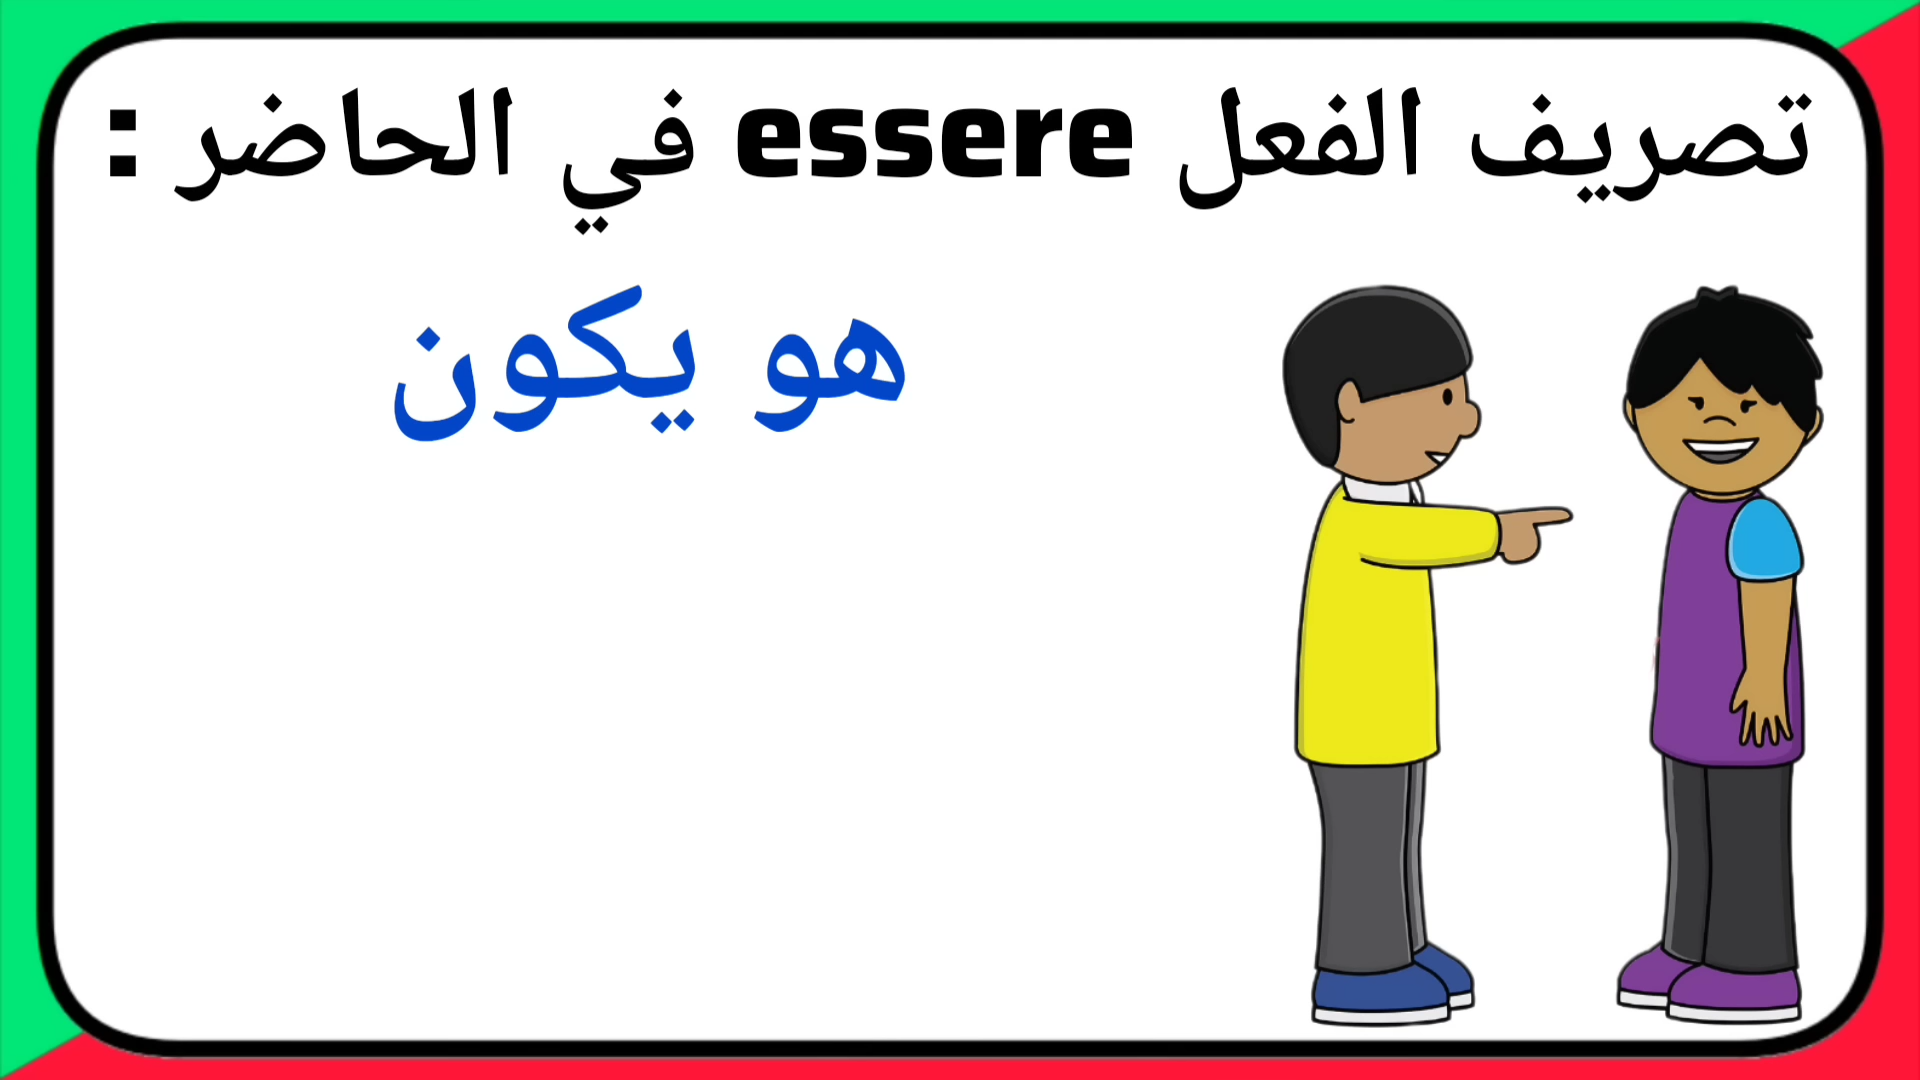 تصريف الفعل essere في الحاضر :
هو يكون